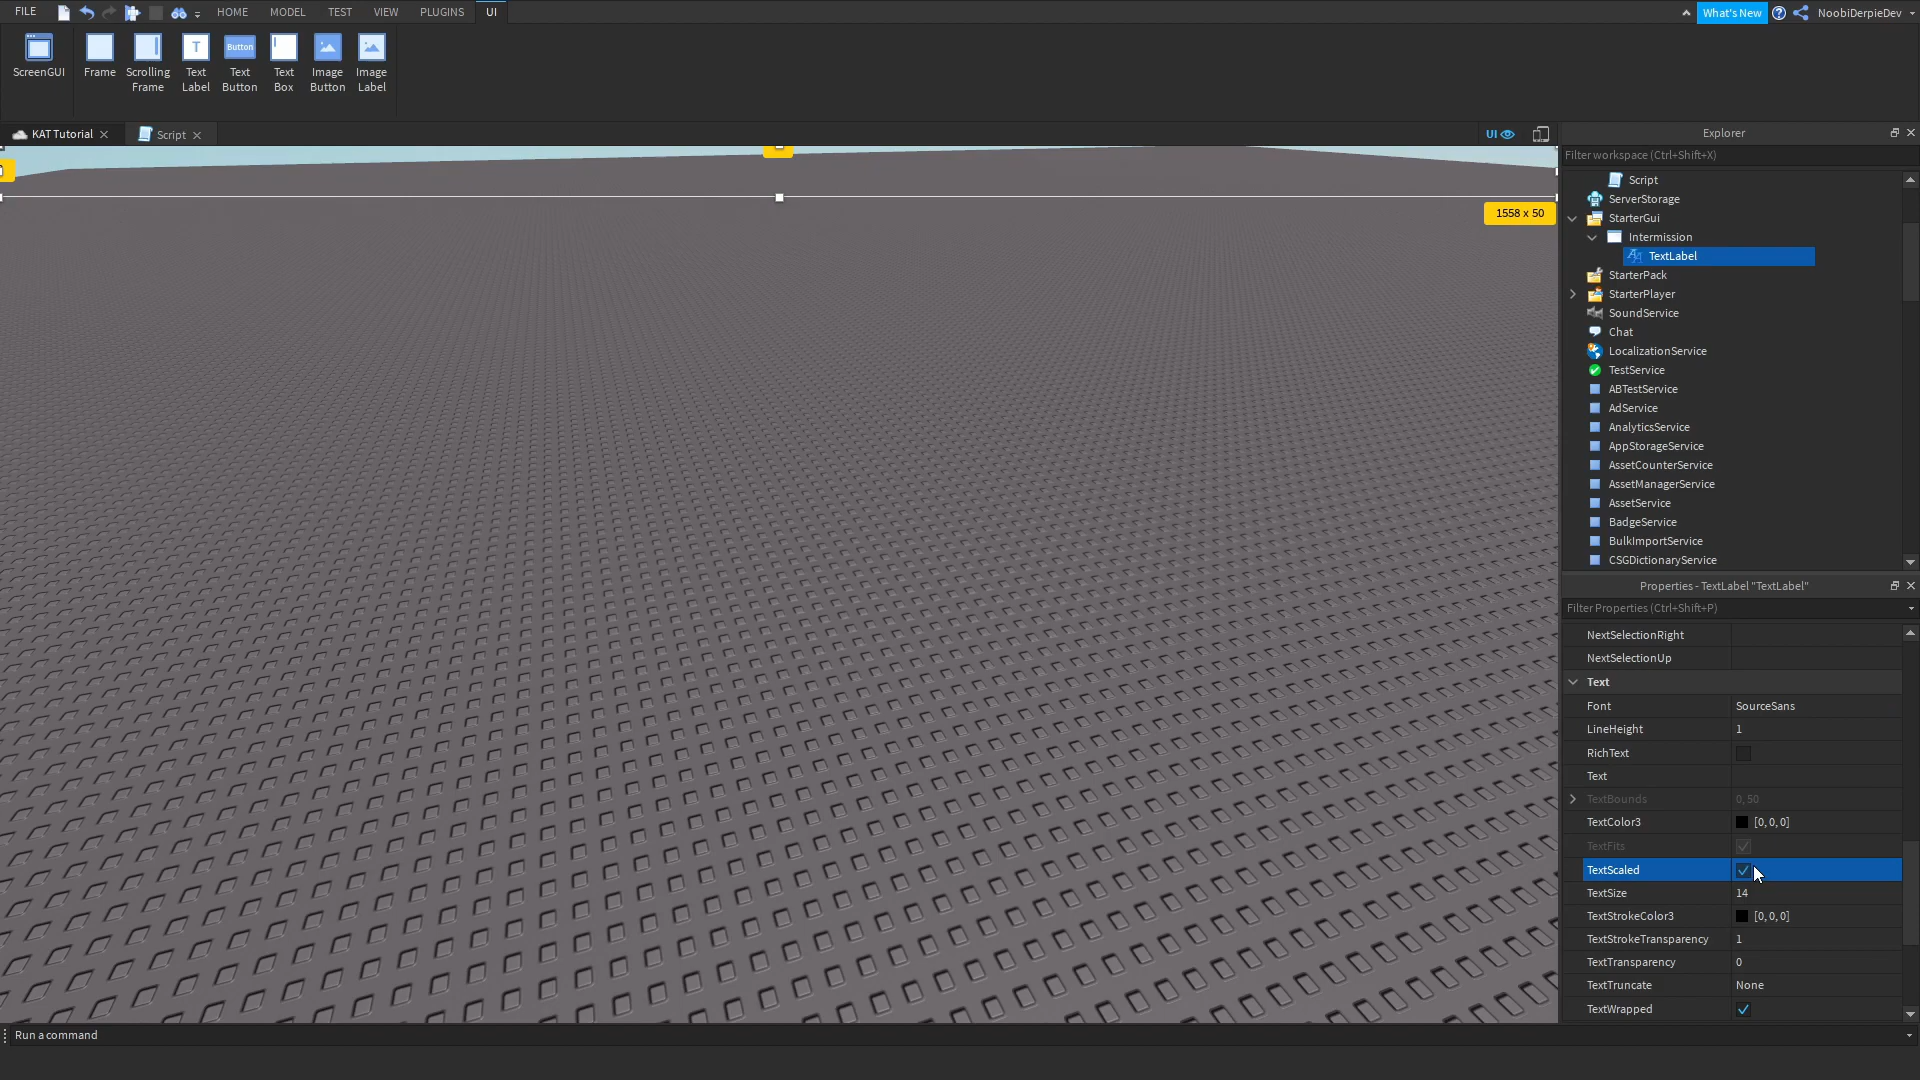 FILE HOME MODEL TEST VIEW PLUGINS UI What's New NoobiDerpieDev
ScreenGUI
Frame
Scrolling
Frame
Text
Label
Button
Text
Button
Text
Box
Image
Button
Image
Label
KAT Tutorial
Script
UI
1558 x 50
Explorer
Filter workspace (Ctrl+Shift+X)
Script
ServerStorage
StarterGui
Intermission
TextLabel
StarterPack
StarterPlayer
SoundService
Chat
LocalizationService
TestService
ABTestService
AdService
AnalyticsService
AppStorageService
AssetCounterService
AssetManagerService
AssetService
BadgeService
BulkImportService
CSGDictionaryService
Properties - TextLabel "TextLabel"
Filter Properties (Ctrl+Shift+P)
NextSelectionRight
NextSelectionUp
Text
Font SourceSans
LineHeight 1
RichText
Text
TextBounds 0, 50
TextColor3 [0, 0, 0]
TextFits
TextScaled
TextSize 14
TextStrokeColor3 [0, 0, 0]
TextStrokeTransparency 1
TextTransparency 0
TextTruncate None
TextWrapped
Run a command